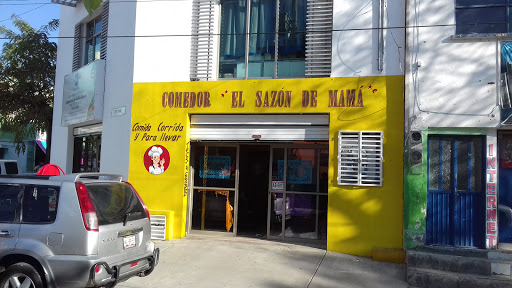 COMEDOR "EL SAZÓN DE MAMÁ"
Comida Corrida
Y Para llevar
INTERNET